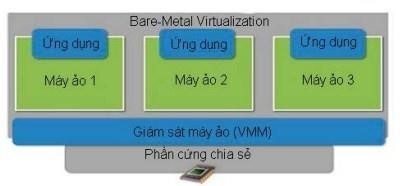 Bare-Metal Virtualization
Ứng dụng Ứng dụng Ứng dụng
Máy ảo 1 Máy ảo 2 Máy ảo 3
Giám sát máy ảo (VMM)
Phần cứng chia sẻ